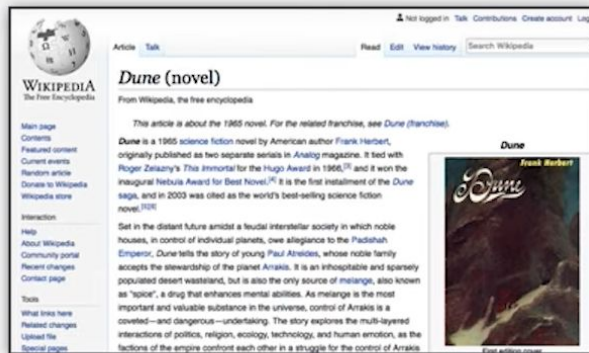 Not logged in Talk Contributions Create account Log
Article Talk
Read Edit View history Search Wikipedia
WIKIPEDIA
The Free Encyclopedia
Main page
Contents
Featured content
Current events
Random article
Donate to Wikipedia
Wikipedia store
Interaction
Help
About Wikipedia
Community portal
Recent changes
Contact page
Tools
What links here
Related changes
Upload file
Special pages
Dune (novel)
From Wikipedia, the free encyclopedia
This article is about the 1965 novel. For the related franchise, see Dune (franchise).
Dune is a 1965 science fiction novel by American author Frank Herbert,
originally published as two separate serials in Analog magazine. It tied with
Roger Zelazny's This Immortal for the Hugo Award in 1966,[3] and it won the
inaugural Nebula Award for Best Novel.[4] It is the first installment of the Dune
saga, and in 2003 was cited as the world's best-selling science fiction
novel.[5][6]
Set in the distant future amidst a feudal interstellar society in which noble
houses, in control of individual planets, owe allegiance to the Padishah
Emperor, Dune tells the story of young Paul Atreides, whose noble family
accepts the stewardship of the planet Arrakis. It is an inhospitable and sparsely
populated desert wasteland, but is also the only source of melange, also known
as "spice", a drug that enhances mental abilities. As melange is the most
important and valuable substance in the universe, control of Arrakis is a
coveted—and dangerous—undertaking. The story explores the multi-layered
interactions of politics, religion, ecology, technology, and human emotion, as the
factions of the empire confront each other in a struggle for the control of Arrakis
Dune
Frank Herbert
Dune
First edition cover